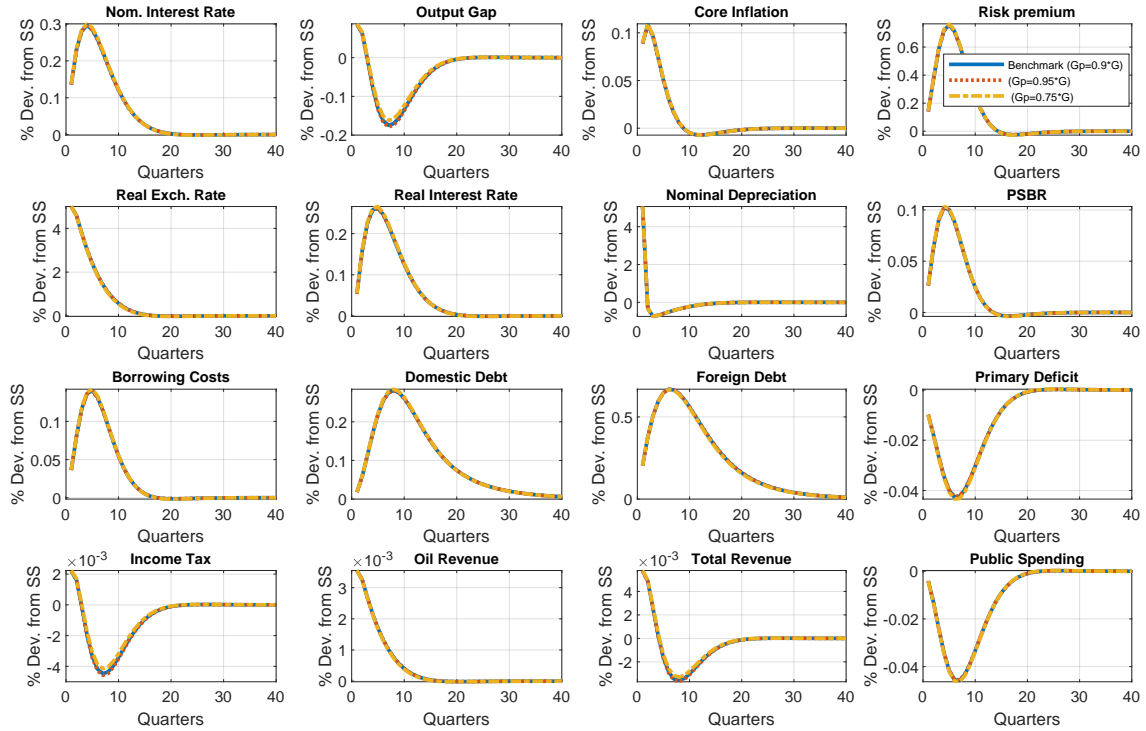 Nom. Interest Rate
% Dev. from SS
0.3
0.2
0.1
0
0 10 20 30 40
Quarters
Output Gap
% Dev. from SS
0
-0.1
-0.2
0 10 20 30 40
Quarters
Core Inflation
% Dev. from SS
0.1
0.05
0
0 10 20 30 40
Quarters
Risk premium
% Dev. from SS
0.6
0.4
0.2
0
0 10 20 30 40
Quarters
Benchmark (Gp=0.9*G)
(Gp=0.95*G)
(Gp=0.75*G)
Real Exch. Rate
% Dev. from SS
4
2
0
0 10 20 30 40
Quarters
Real Interest Rate
% Dev. from SS
0.2
0.1
0
0 10 20 30 40
Quarters
Nominal Depreciation
% Dev. from SS
4
2
0
0 10 20 30 40
Quarters
PSBR
% Dev. from SS
0.1
0.05
0
0 10 20 30 40
Quarters
Borrowing Costs
% Dev. from SS
0.1
0.05
0
0 10 20 30 40
Quarters
Domestic Debt
% Dev. from SS
0.2
0.1
0
0 10 20 30 40
Quarters
Foreign Debt
% Dev. from SS
0.5
0
0 10 20 30 40
Quarters
Primary Deficit
% Dev. from SS
0
-0.02
-0.04
0 10 20 30 40
Quarters
×10⁻³
Income Tax
% Dev. from SS
2
0
-2
-4
0 10 20 30 40
Quarters
×10⁻³
Oil Revenue
% Dev. from SS
3
2
1
0
0 10 20 30 40
Quarters
×10⁻³
Total Revenue
% Dev. from SS
4
2
0
-2
0 10 20 30 40
Quarters
Public Spending
% Dev. from SS
0
-0.02
-0.04
0 10 20 30 40
Quarters